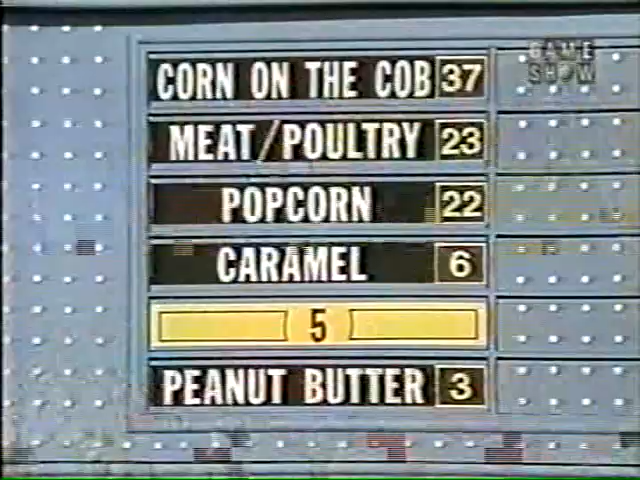 GAME
SHOW
CORN ON THE COB 37
MEAT/POULTRY 23
POPCORN 22
CARAMEL 6
5
PEANUT BUTTER 3